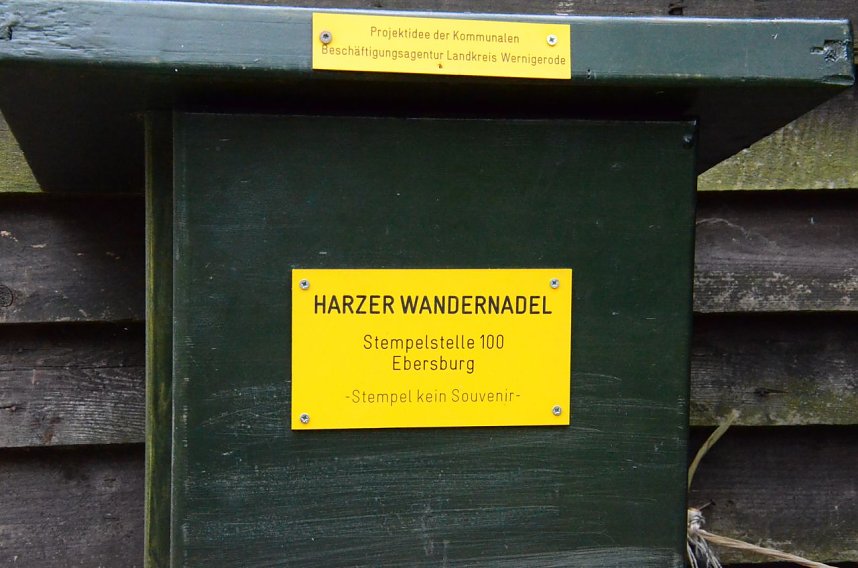 Projektidee der Kommunalen
Beschäftigungsagentur Landkreis Wernigerode
HARZER WANDERNADEL
Stempelstelle 100
Ebersburg
-Stempel kein Souvenir-